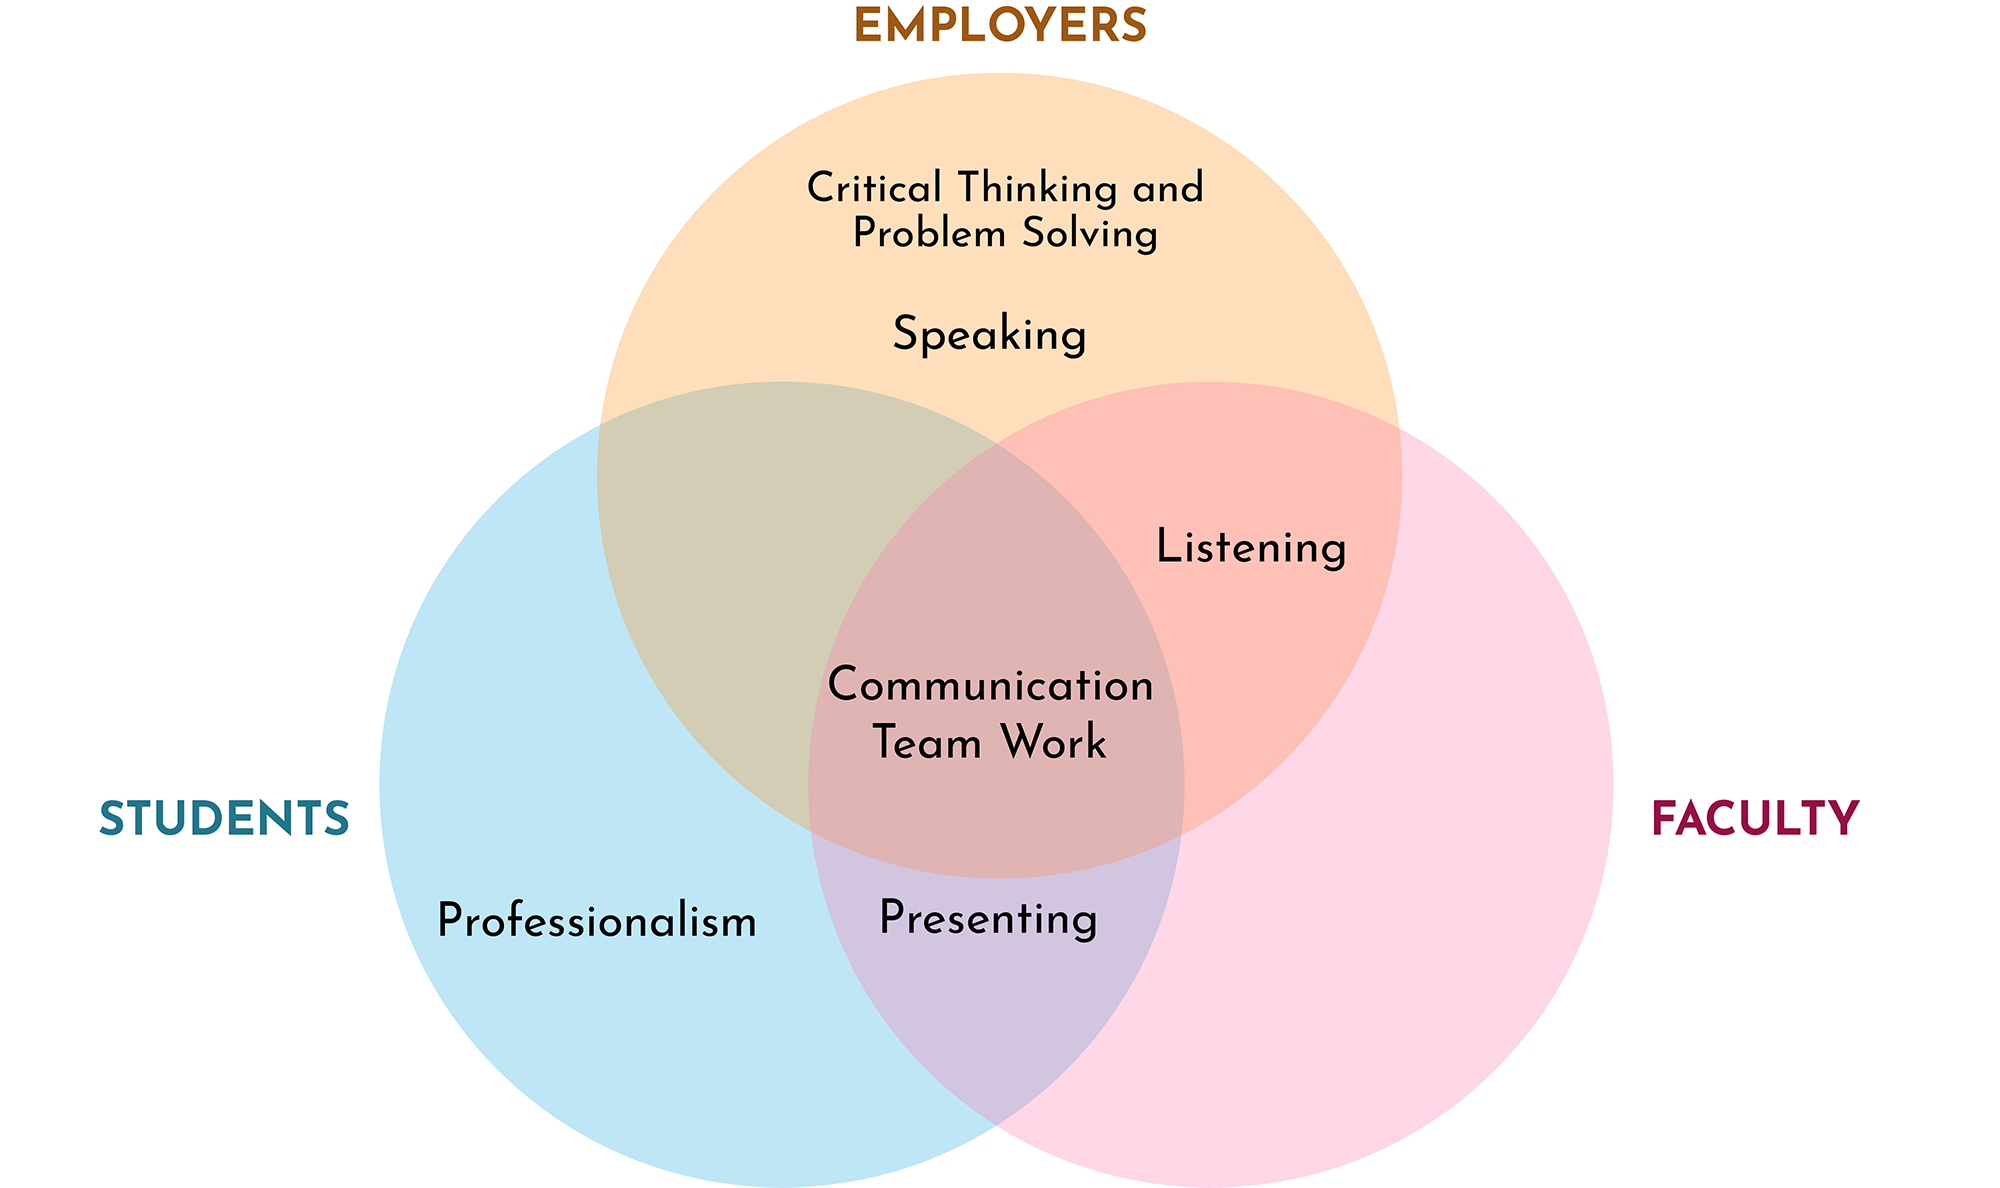 EMPLOYERS
Critical Thinking and
Problem Solving
Speaking
Listening
Communication
Team Work
STUDENTS
FACULTY
Professionalism
Presenting